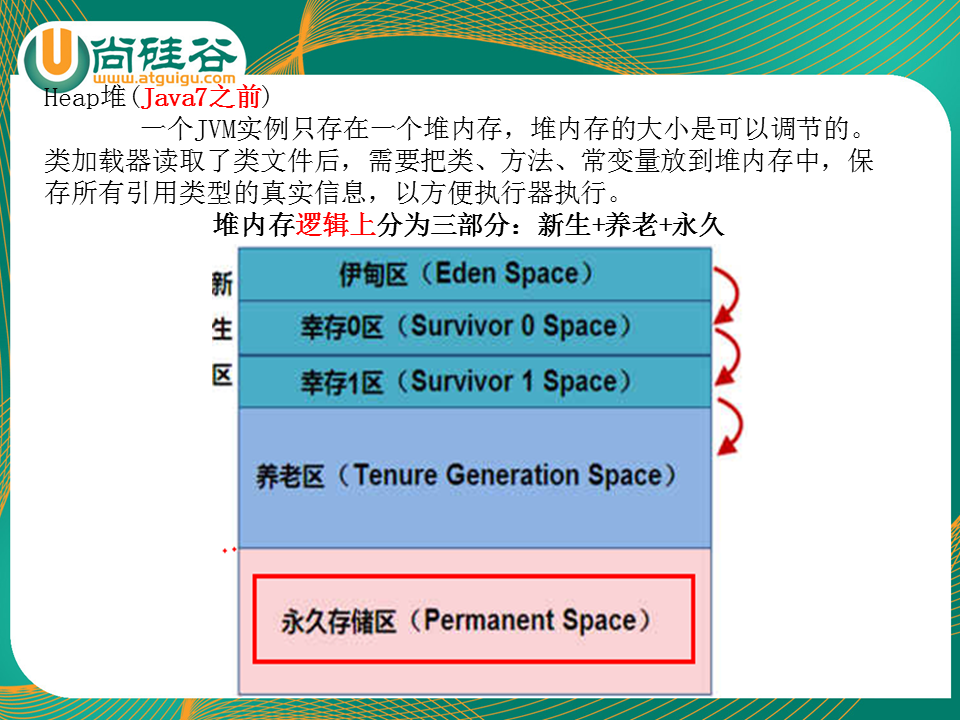 尚硅谷
www.atguigu.com
Heap堆(Java7之前)
一个JVM实例只存在一个堆内存，堆内存的大小是可以调节的。
类加载器读取了类文件后，需要把类、方法、常变量放到堆内存中，保
存所有引用类型的真实信息，以方便执行器执行。
堆内存逻辑上分为三部分：新生+养老+永久
新
生
区
伊甸区（Eden Space）
幸存0区（Survivor 0 Space）
幸存1区（Survivor 1 Space）
养老区（Tenure Generation Space）
永久存储区（Permanent Space）